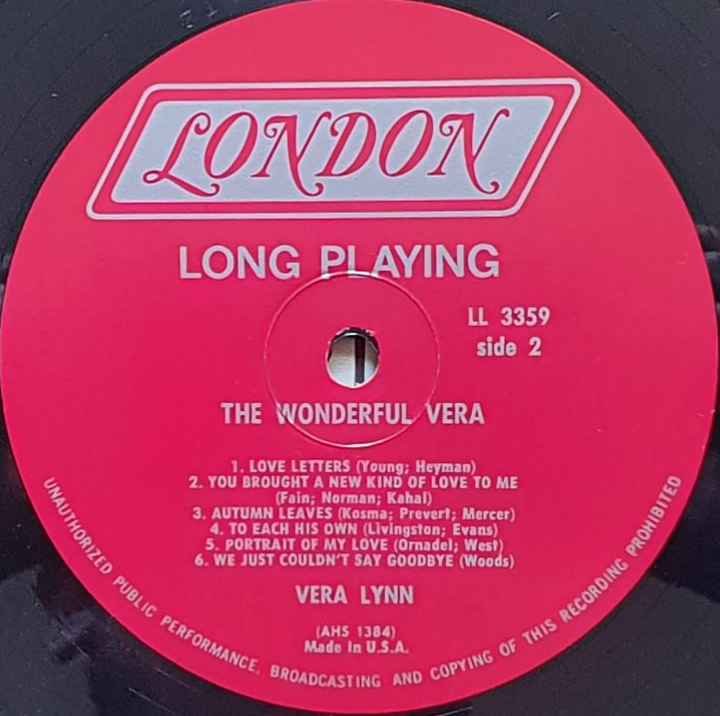 LONDON
LONG PLAYING
LL 3359
side 2
THE WONDERFUL VERA
1. LOVE LETTERS (Young; Heyman)
2. YOU BROUGHT A NEW KIND OF LOVE TO ME
(Fain; Norman; Kahal)
3. AUTUMN LEAVES (Kosma; Prevert; Mercer)
4. TO EACH HIS OWN (Livingston; Evans)
5. PORTRAIT OF MY LOVE (Ornadel; West)
6. WE JUST COULDN'T SAY GOODBYE (Woods)
VERA LYNN
(AHS 1384)
Made in U.S.A.
UNAUTHORIZED PUBLIC PERFORMANCE, BROADCASTING AND COPYING OF THIS RECORDING PROHIBITED